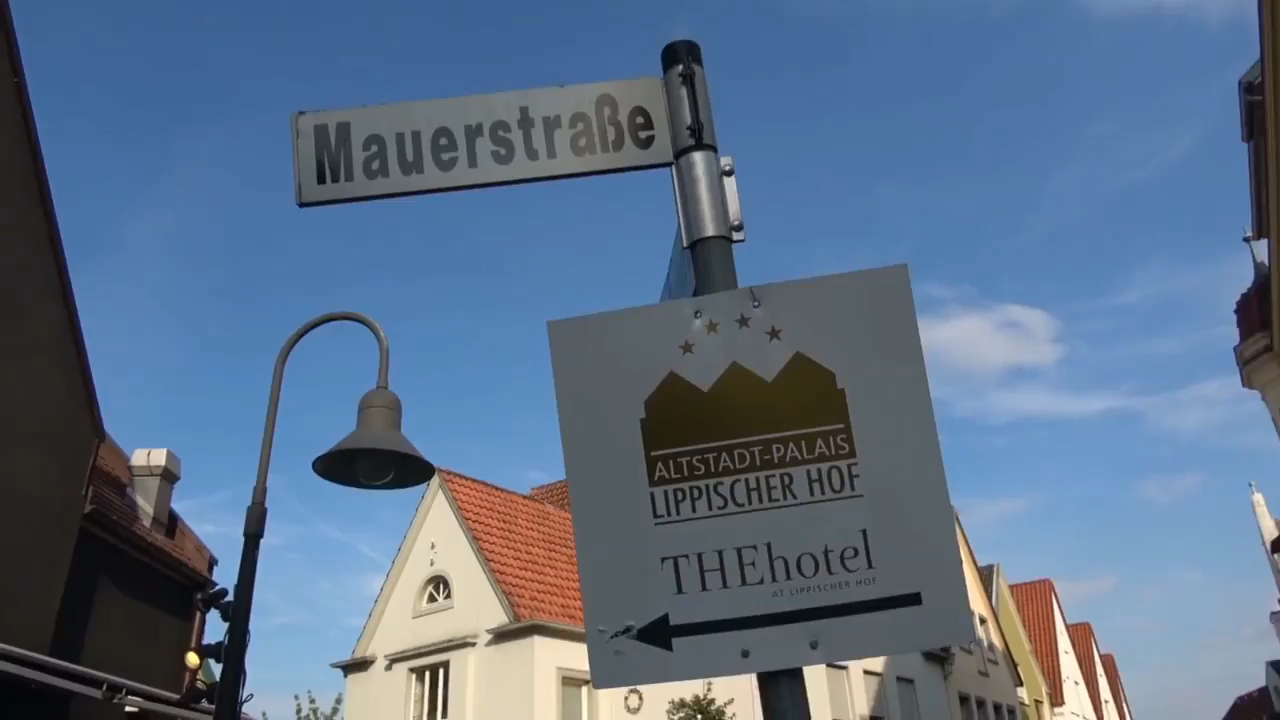 Mauerstraße
ALTSTADT-PALAIS
LIPPISCHER HOF
THEhotel
AT LIPPISCHER HOF